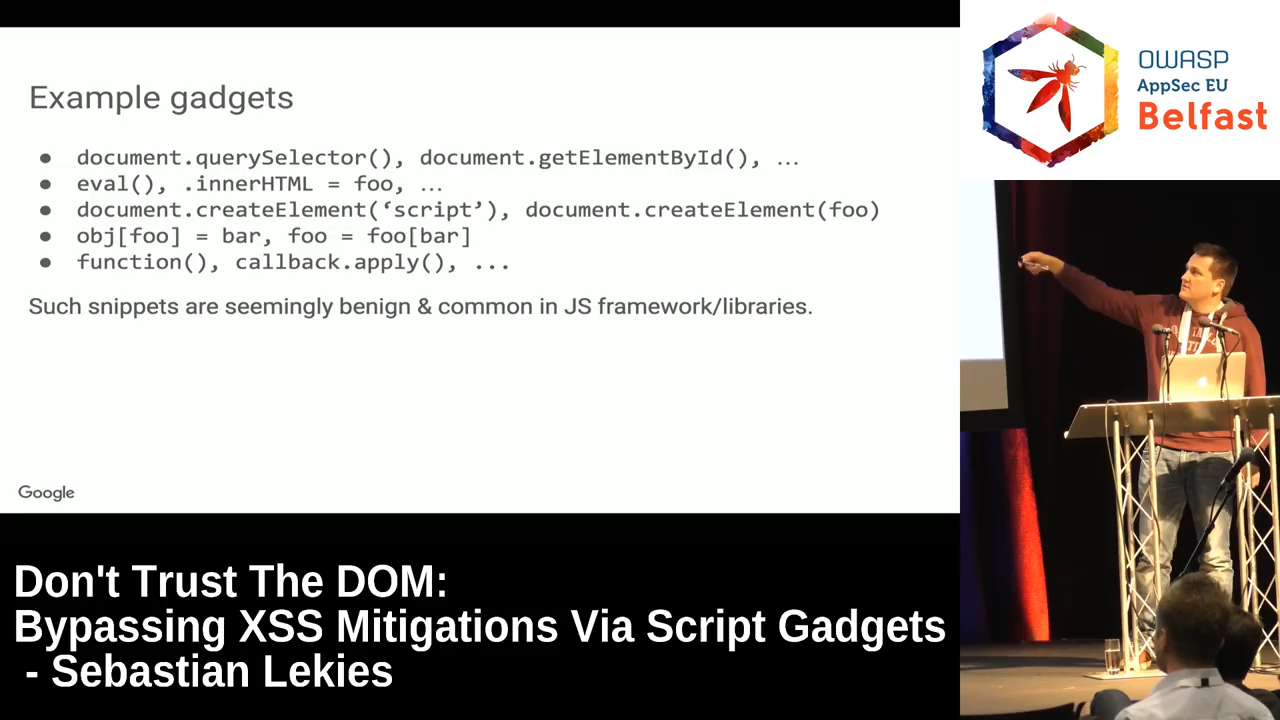 Example gadgets
● document.querySelector(), document.getElementById(), …
● eval(), .innerHTML = foo, …
● document.createElement(‘script’), document.createElement(foo)
● obj[foo] = bar, foo = foo[bar]
● function(), callback.apply(), ...
Such snippets are seemingly benign & common in JS framework/libraries.
Google
OWASP
AppSec EU
Belfast
Don't Trust The DOM:
Bypassing XSS Mitigations Via Script Gadgets
- Sebastian Lekies